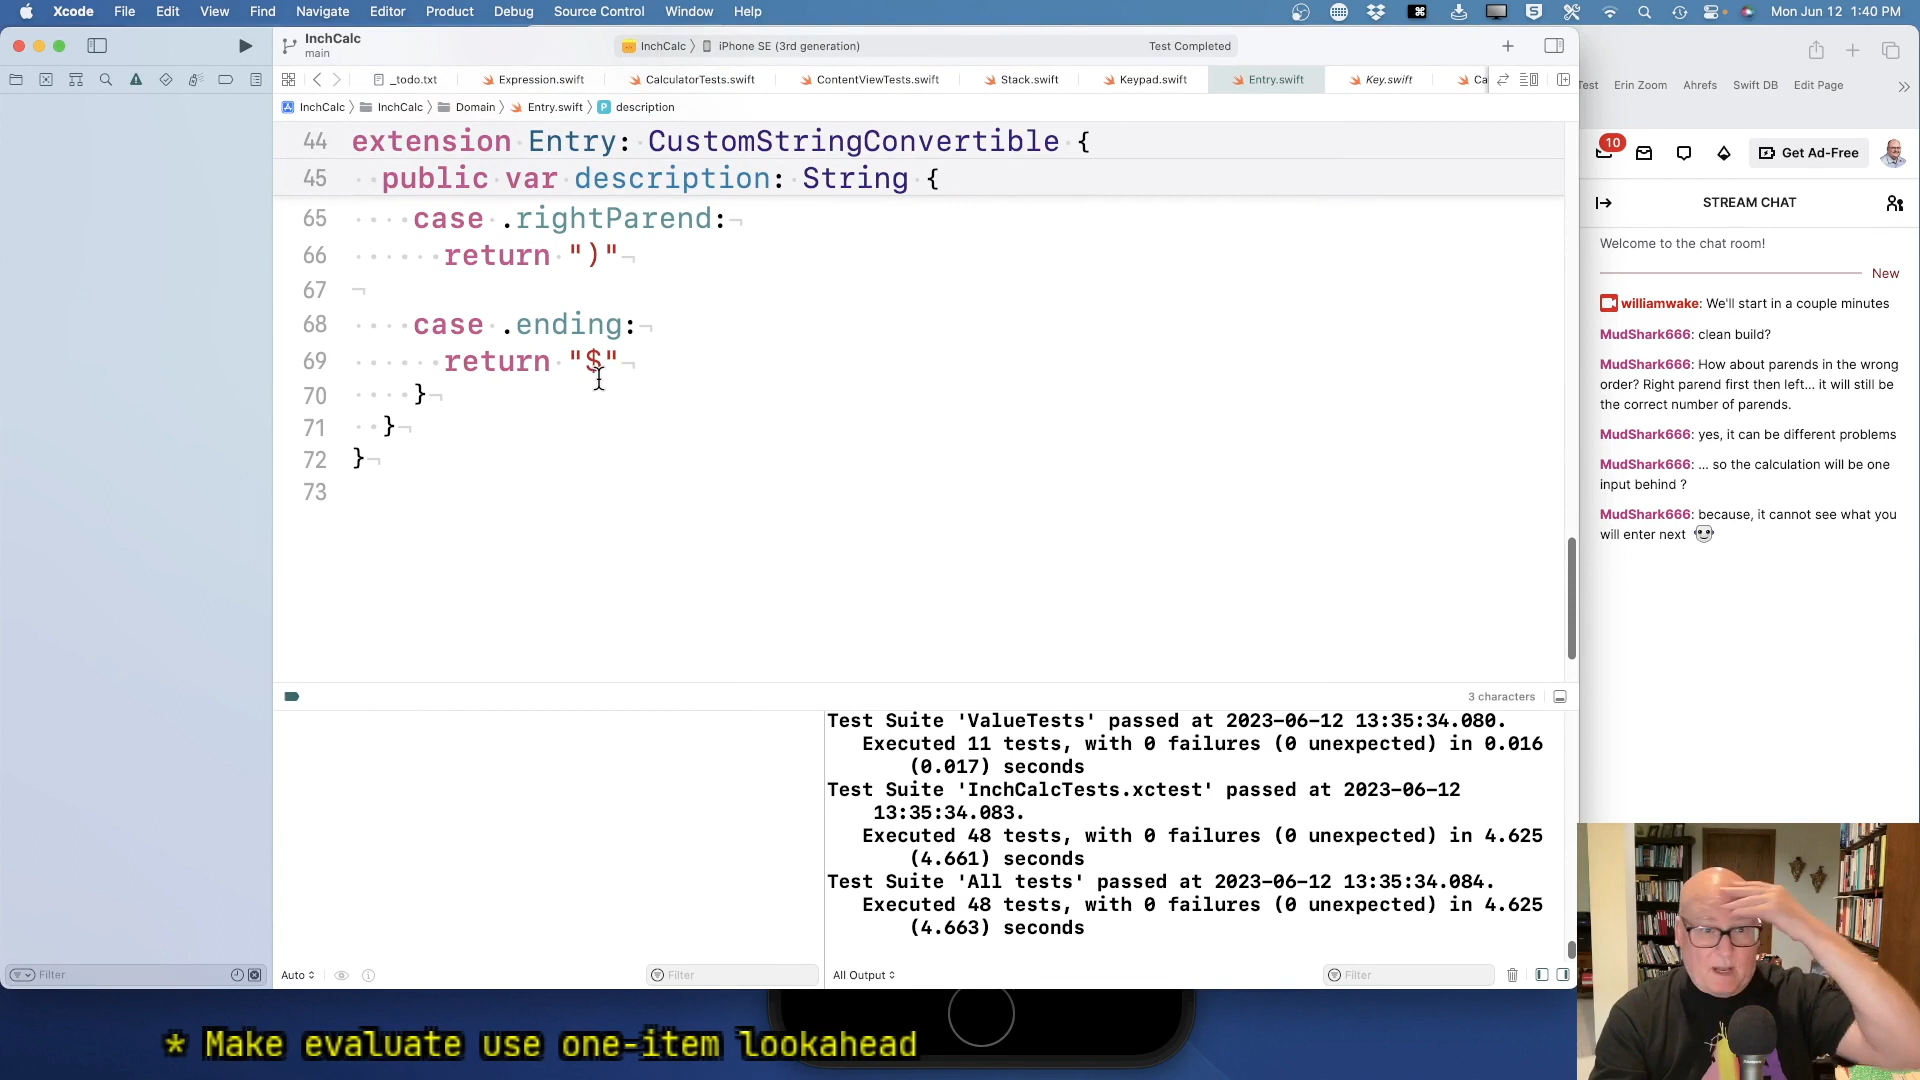 Xcode File Edit View Find Navigate Editor Product Debug Source Control Window Help Mon Jun 12 1:40 PM
InchCalc
main
InchCalc iPhone SE (3rd generation) Test Completed
_todo.txt Expression.swift CalculatorTests.swift ContentViewTests.swift Stack.swift Keypad.swift Entry.swift Key.swift Ca
InchCalc InchCalc Domain Entry.swift description
44 extension Entry: CustomStringConvertible {
45 public var description: String {
65 case .rightParend:
66 return ")"
67
68 case .ending:
69 return "$"
70 }
71 }
72 }
73
3 characters
Test Suite 'ValueTests' passed at 2023-06-12 13:35:34.080.
Executed 11 tests, with 0 failures (0 unexpected) in 0.016
(0.017) seconds
Test Suite 'InchCalcTests.xctest' passed at 2023-06-12
13:35:34.083.
Executed 48 tests, with 0 failures (0 unexpected) in 4.625
(4.661) seconds
Test Suite 'All tests' passed at 2023-06-12 13:35:34.084.
Executed 48 tests, with 0 failures (0 unexpected) in 4.625
(4.663) seconds
Filter Auto Filter All Output Filter
* Make evaluate use one-item lookahead
Test Erin Zoom Ahrefs Swift DB Edit Page
10 Get Ad-Free
STREAM CHAT
Welcome to the chat room!
New
williamwake: We'll start in a couple minutes
MudShark666: clean build?
MudShark666: How about parends in the wrong
order? Right parend first then left... it will still be
the correct number of parends.
MudShark666: yes, it can be different problems
MudShark666: ... so the calculation will be one
input behind ?
MudShark666: because, it cannot see what you
will enter next